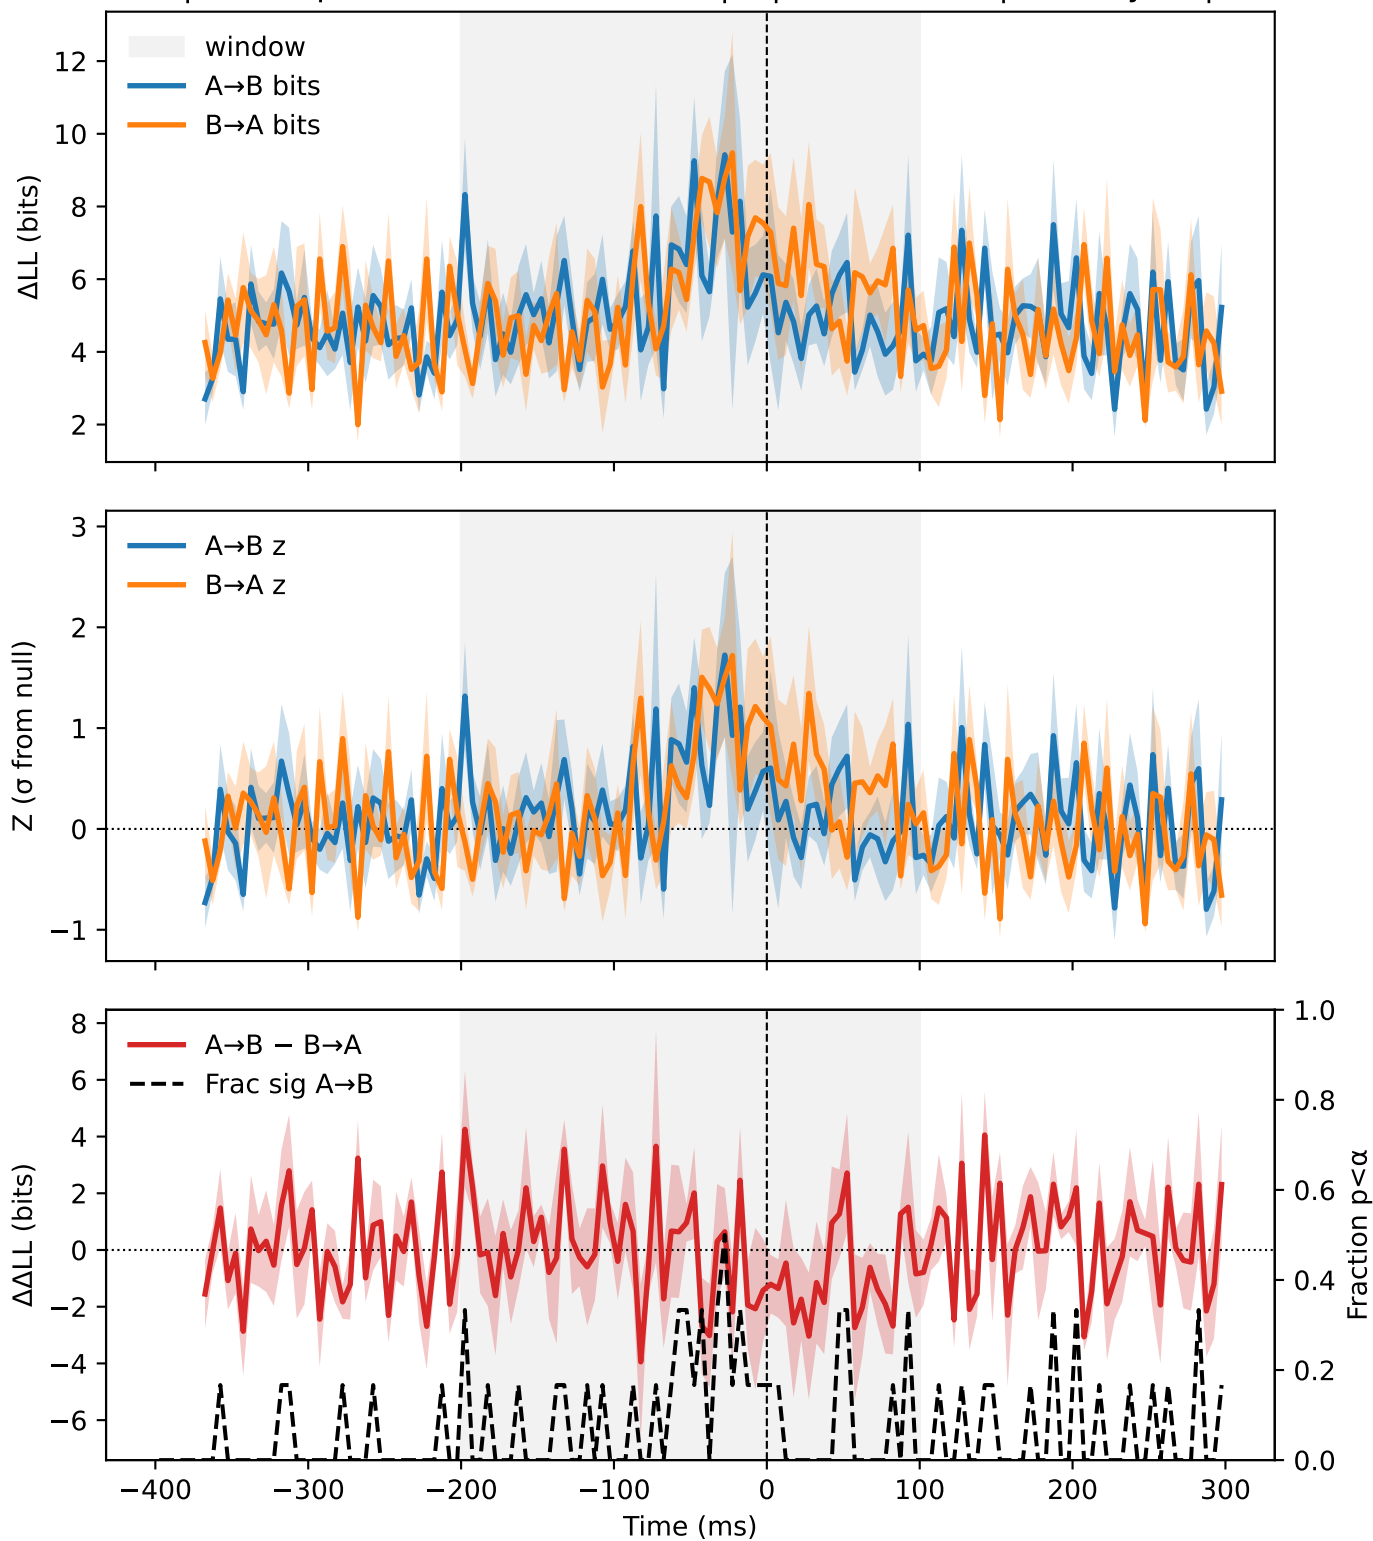 window
A→B bits
B→A bits
12
10
8
6
4
2
ΔLL (bits)
A→B z
B→A z
3
2
1
0
−1
Z (σ from null)
A→B − B→A
Frac sig A→B
8
6
4
2
0
−2
−4
−6
ΔΔLL (bits)
1.0
0.8
0.6
0.4
0.2
0.0
Fraction p<α
−400 −300 −200 −100 0 100 200 300
Time (ms)